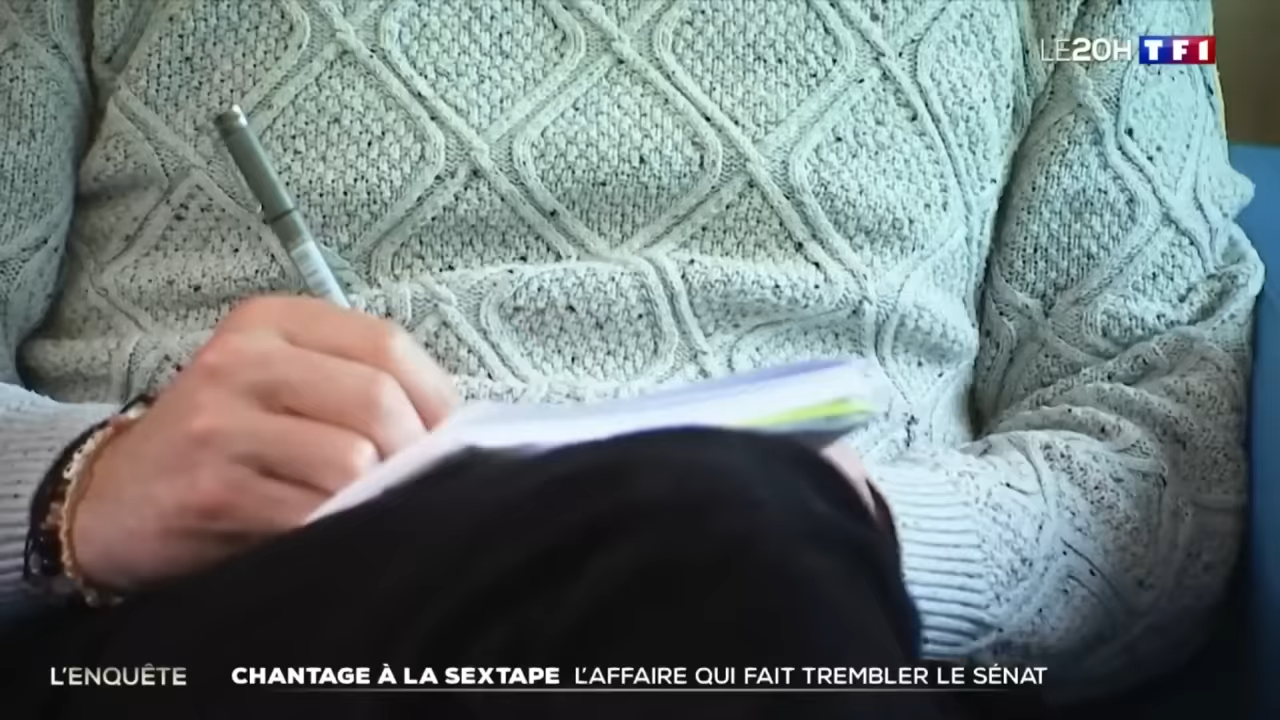 LE20H TF1
L'ENQUÊTE CHANTAGE À LA SEXTAPE L'AFFAIRE QUI FAIT TREMBLER LE SÉNAT